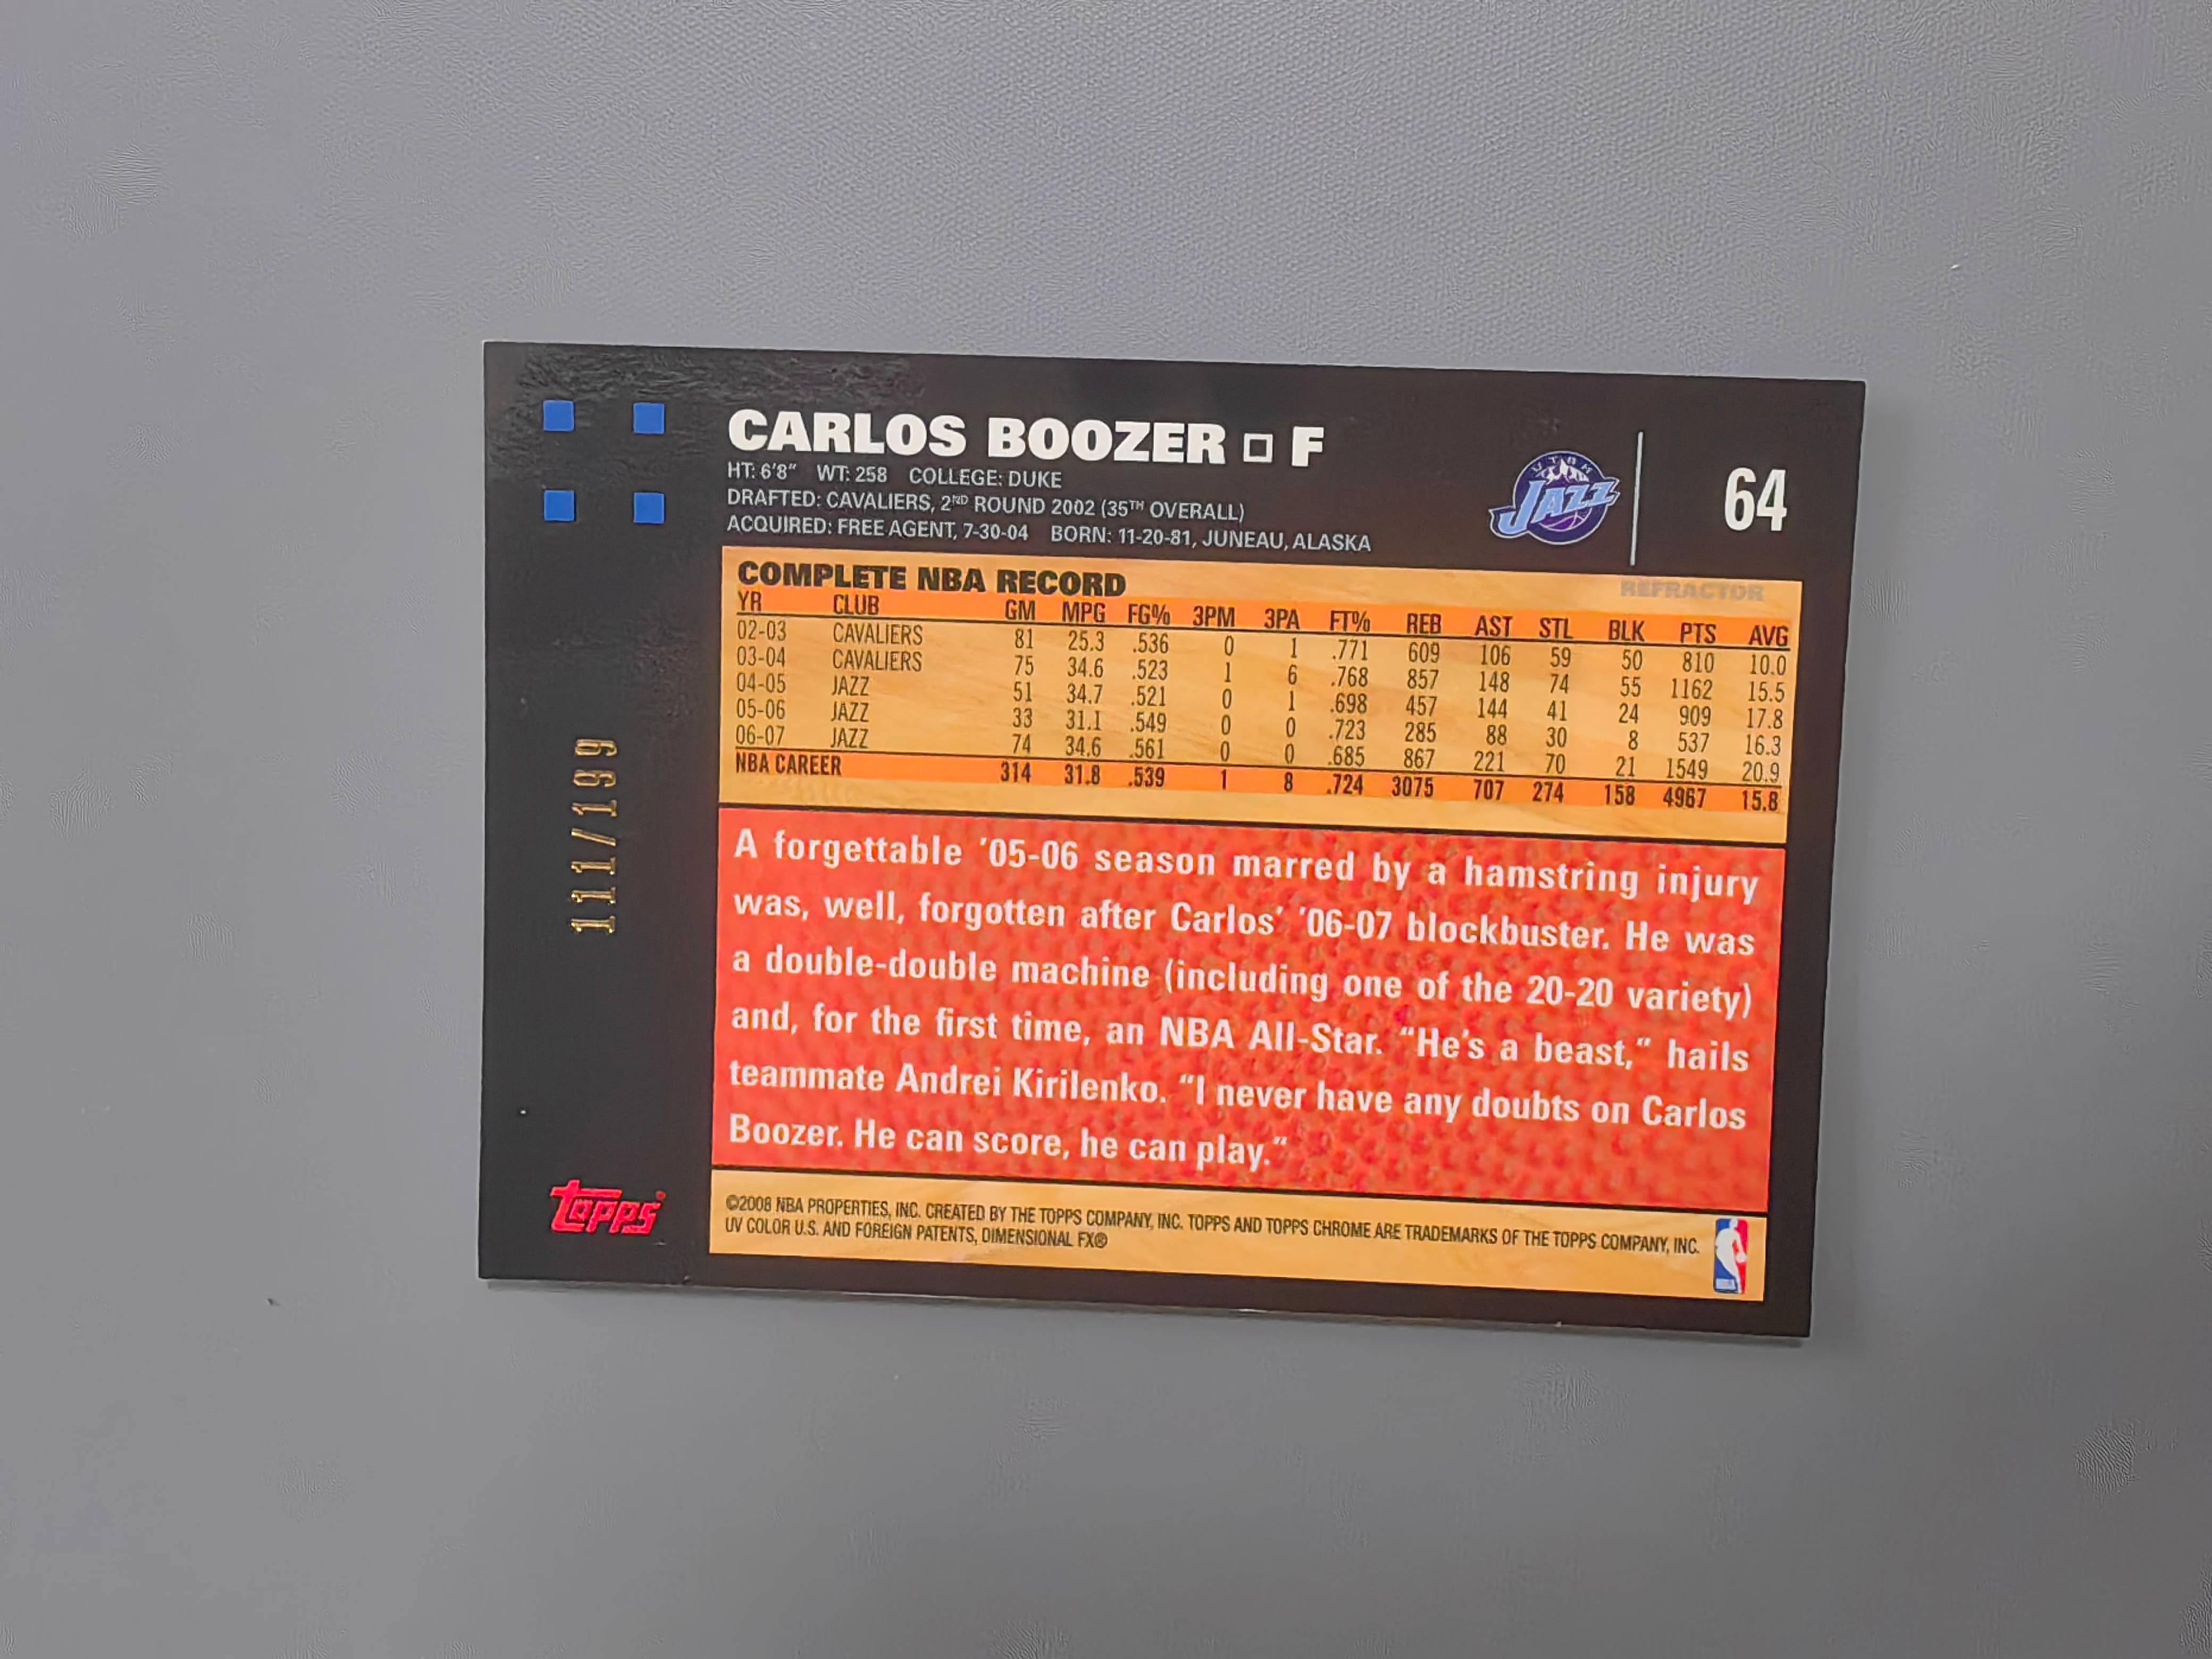 CARLOS BOOZER □ F
HT: 6'8" WT: 258 COLLEGE: DUKE
DRAFTED: CAVALIERS, 2ND ROUND 2002 (35TH OVERALL)
ACQUIRED: FREE AGENT, 7-30-04 BORN: 11-20-81, JUNEAU, ALASKA
UTAH
JAZZ
64
COMPLETE NBA RECORD
REFRACTOR
YR CLUB GM MPG FG% 3PM 3PA FT% REB AST STL BLK PTS AVG
02-03 CAVALIERS 81 25.3 .536 0 1 .771 609 106 59 50 810 10.0
03-04 CAVALIERS 75 34.6 .523 1 6 .768 857 148 74 55 1162 15.5
04-05 JAZZ 51 34.7 .521 0 1 .698 457 144 41 24 909 17.8
05-06 JAZZ 33 31.1 .549 0 0 .723 285 88 30 8 537 16.3
06-07 JAZZ 74 34.6 .561 0 0 .685 867 221 70 21 1549 20.9
NBA CAREER 314 31.8 .539 1 8 .724 3075 707 274 158 4967 15.8
111/199
A forgettable '05-06 season marred by a hamstring injury
was, well, forgotten after Carlos' '06-07 blockbuster. He was
a double-double machine (including one of the 20-20 variety)
and, for the first time, an NBA All-Star. "He's a beast," hails
teammate Andrei Kirilenko. "I never have any doubts on Carlos
Boozer. He can score, he can play."
topps
©2008 NBA PROPERTIES, INC. CREATED BY THE TOPPS COMPANY, INC. TOPPS AND TOPPS CHROME ARE TRADEMARKS OF THE TOPPS COMPANY, INC.
UV COLOR U.S. AND FOREIGN PATENTS, DIMENSIONAL FX®
NBA